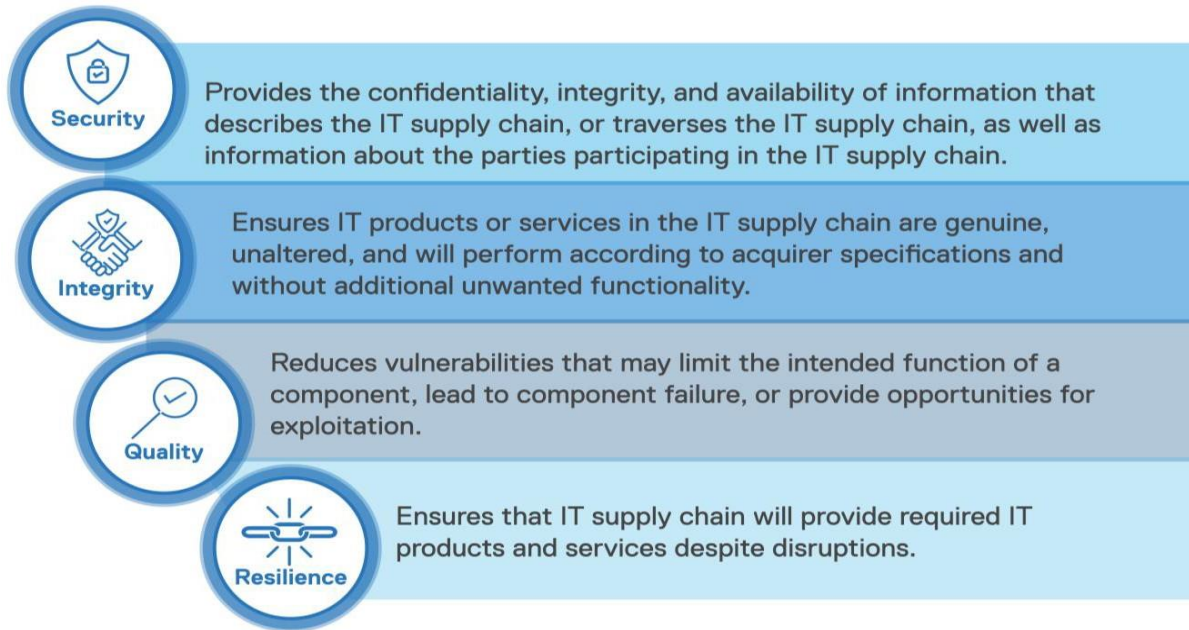 Security
Provides the confidentiality, integrity, and availability of information that
describes the IT supply chain, or traverses the IT supply chain, as well as
information about the parties participating in the IT supply chain.
Integrity
Ensures IT products or services in the IT supply chain are genuine,
unaltered, and will perform according to acquirer specifications and
without additional unwanted functionality.
Quality
Reduces vulnerabilities that may limit the intended function of a
component, lead to component failure, or provide opportunities for
exploitation.
Resilience
Ensures that IT supply chain will provide required IT
products and services despite disruptions.